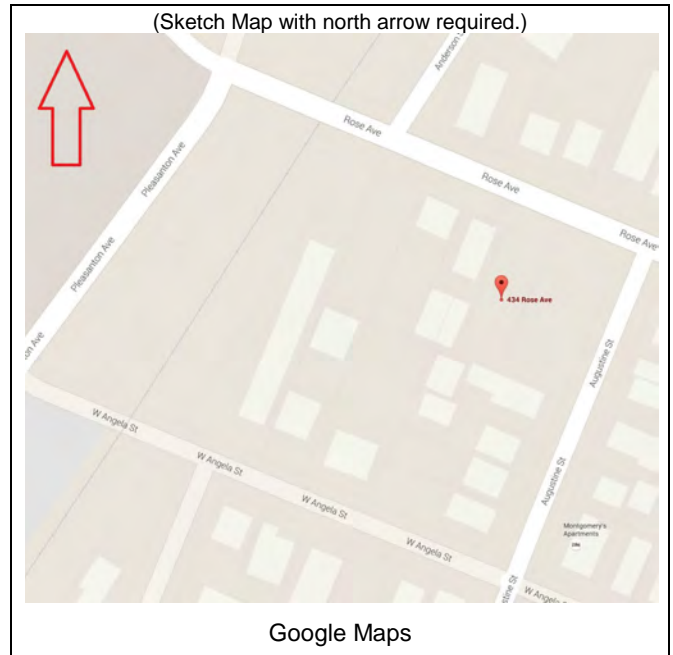 (Sketch Map with north arrow required.)
Anderson
Rose Ave
Pleasanton Ave
Rose Ave
Rose Ave
Pleasanton Ave
434 Rose Ave
Augustine St
W Angela St
W Angela St
Augustine St
W Angela St
Montgomery's
Apartments
W Angela St
Google Maps